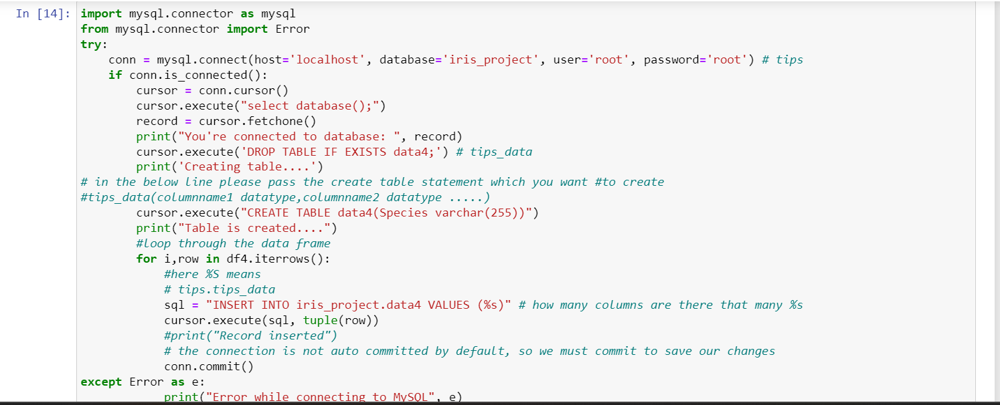 In [14]: import mysql.connector as mysql
from mysql.connector import Error
try:
    conn = mysql.connect(host='localhost', database='iris_project', user='root', password='root') # tips
    if conn.is_connected():
        cursor = conn.cursor()
        cursor.execute("select database();")
        record = cursor.fetchone()
        print("You're connected to database: ", record)
        cursor.execute('DROP TABLE IF EXISTS data4;') # tips_data
        print('Creating table....')
# in the below line please pass the create table statement which you want #to create
#tips_data(columnname1 datatype,columnname2 datatype .....)
        cursor.execute("CREATE TABLE data4(Species varchar(255))")
        print("Table is created....")
        #loop through the data frame
        for i,row in df4.iterrows():
            #here %S means
            # tips.tips_data
            sql = "INSERT INTO iris_project.data4 VALUES (%s)" # how many columns are there that many %s
            cursor.execute(sql, tuple(row))
            #print("Record inserted")
            # the connection is not auto committed by default, so we must commit to save our changes
            conn.commit()
except Error as e:
            print("Error while connecting to MySQL", e)